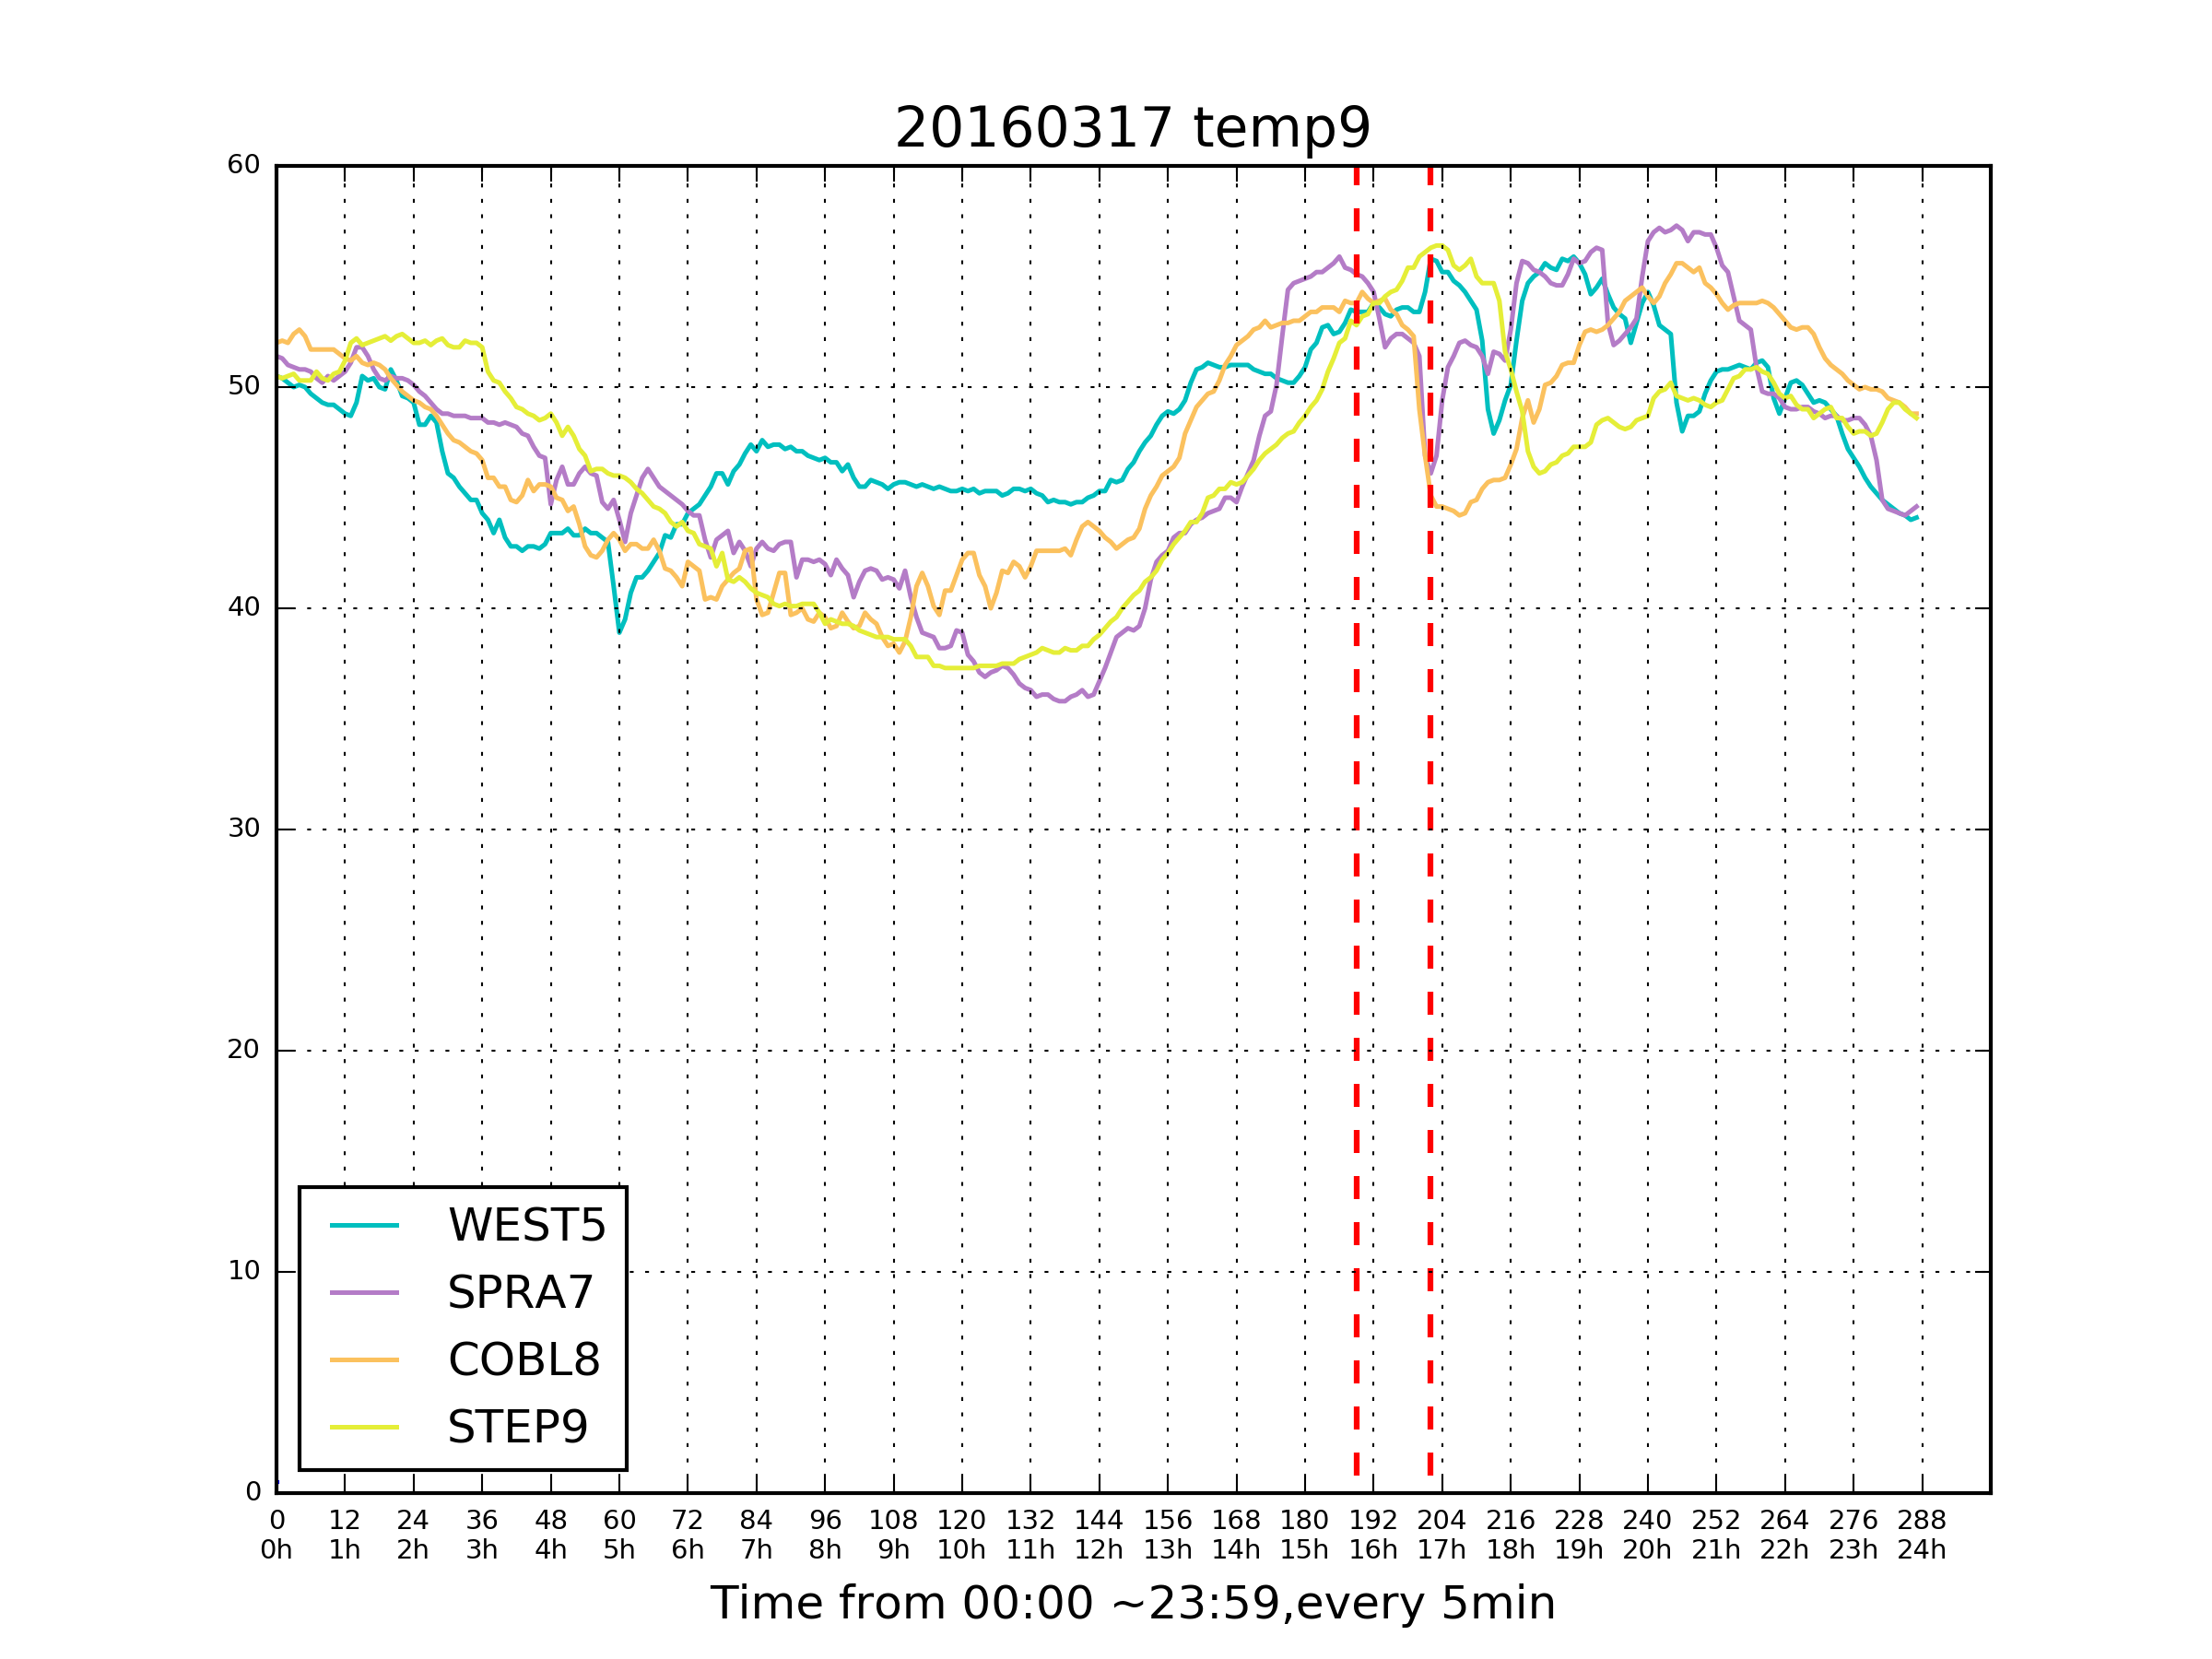 20160317 temp9
60
50
40
30
20
10
0
WEST5
SPRA7
COBL8
STEP9
0 12 24 36 48 60 72 84 96 108 120 132 144 156 168 180 192 204 216 228 240 252 264 276 288
0h 1h 2h 3h 4h 5h 6h 7h 8h 9h 10h 11h 12h 13h 14h 15h 16h 17h 18h 19h 20h 21h 22h 23h 24h
Time from 00:00 ~23:59,every 5min